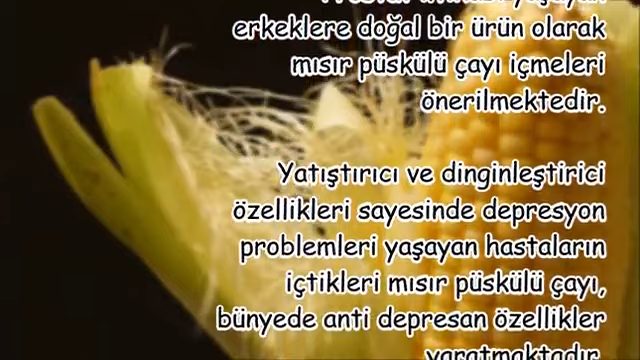 erkeklere doğal bir ürün olarak
mısır püskülü çayı içmeleri
önerilmektedir.
Yatıştırıcı ve dinginleştirici
özellikleri sayesinde depresyon
problemleri yaşayan hastaların
içtikleri mısır püskülü çayı,
bünyede anti depresan özellikler
yaratmaktadır.